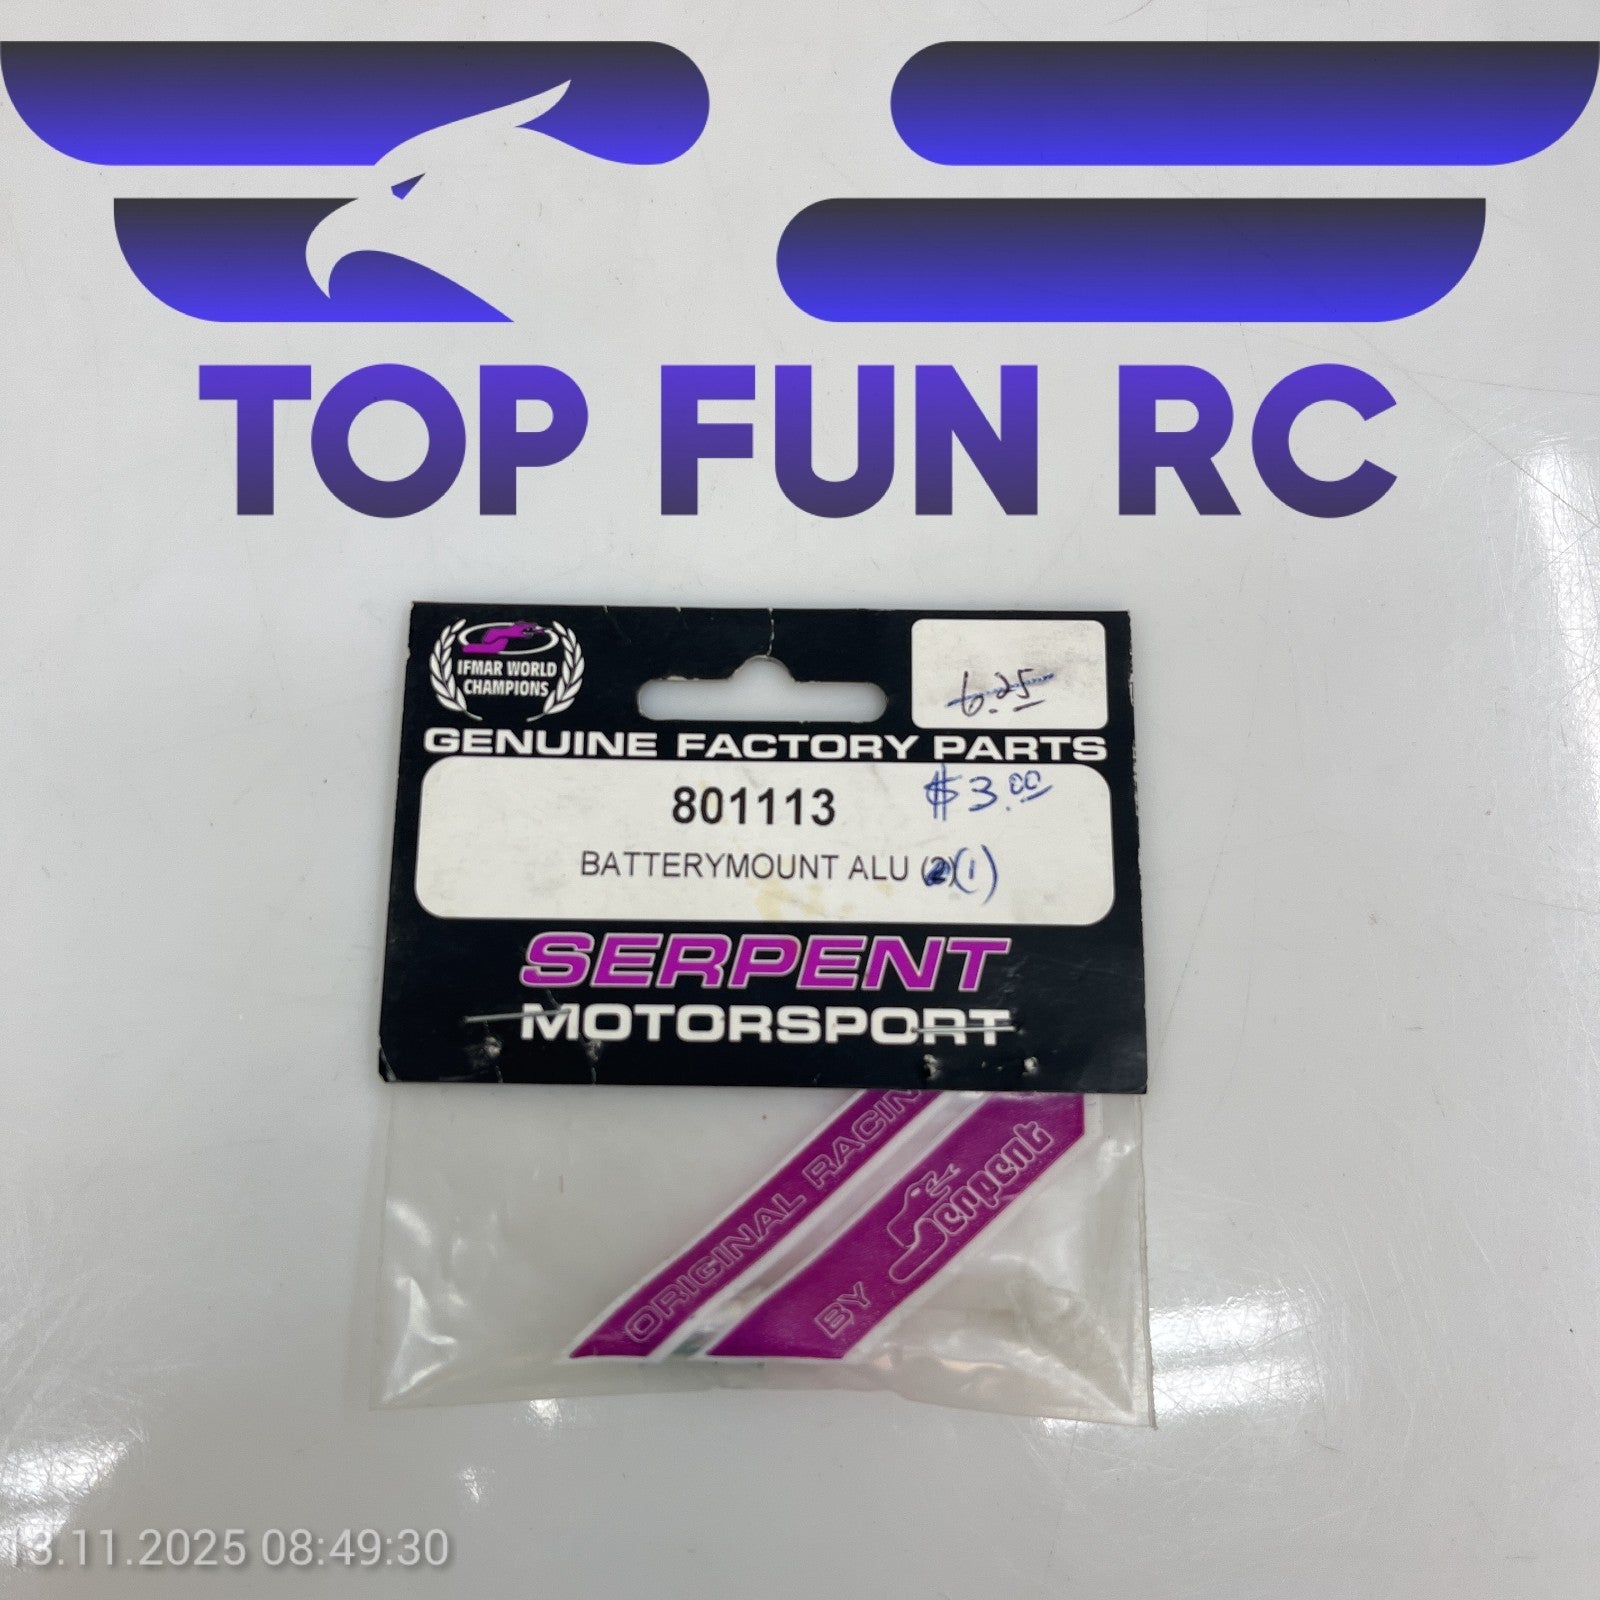 TOP FUN RC
IFMAR WORLD
CHAMPIONS
6.25
GENUINE FACTORY PARTS
801113
$3.00
BATTERYMOUNT ALU (2)(1)
SERPENT
MOTORSPORT
ORIGINAL RACIN
BY Serpent
13.11.2025 08:49:30